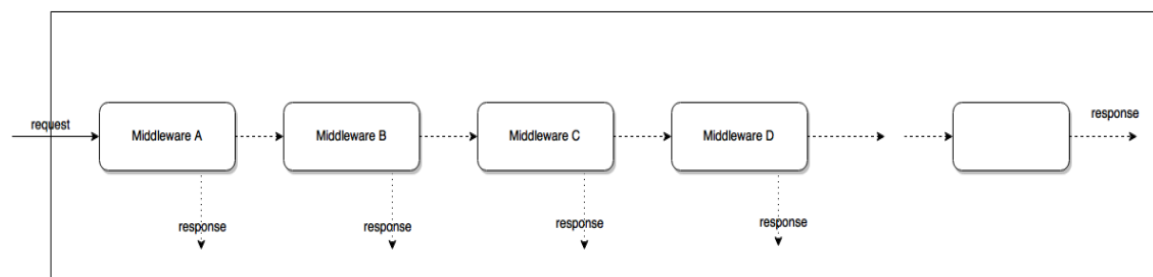 request
Middleware A
Middleware B
Middleware C
Middleware D
response
response
response
response
response